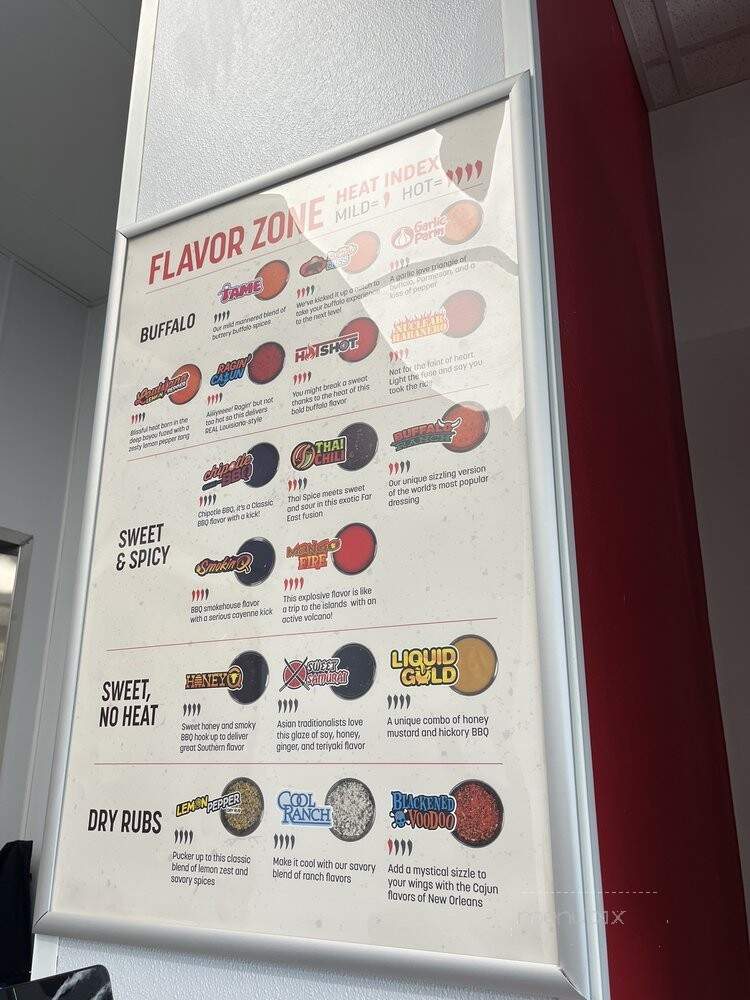 FLAVOR ZONE
HEAT INDEX
MILD= HOT=
BUFFALO
TAME
Our mild mannered blend of
buttery buffalo spices
We've kicked it up a notch to
take your buffalo experience
to the next level
Garlic
Parm
A garlic love triangle of
buffalo, Parmesan, and a
kiss of pepper
Louisiana
Blissful heat born in the
deep bayou fused with a
zesty lemon pepper tang
RAGIN'
CAJUN
Aiiiyeeee! Ragin' but not
too hot so this delivers
REAL Louisiana-style
HOTSHOT
You might break a sweat
thanks to the heat of this
bold buffalo flavor
NUCLEAR
HABANERO
Not for the faint of heart.
Light the fuse and say you
took the ride
SWEET
& SPICY
chipotle
BBQ
Chipotle BBQ, it's a Classic
BBQ flavor with a kick!
THAI
CHILI
Thai Spice meets sweet
and sour in this exotic Far
East fusion
BUFFALO
RANCH
Our unique sizzling version
of the world's most popular
dressing
Smokin Q
BBQ smokehouse flavor
with a serious cayenne kick
MANGO
FIRE
This explosive flavor is like
a trip to the islands with an
active volcano!
SWEET,
NO HEAT
HONEY Q
Sweet honey and smoky
BBQ hook up to deliver
great Southern flavor
SWEET
SAMURAI
Asian traditionalists love
this glaze of soy, honey,
ginger, and teriyaki flavor
LIQUID
GOLD
A unique combo of honey
mustard and hickory BBQ
DRY RUBS
LEMON PEPPER
Pucker up to this classic
blend of lemon zest and
savory spices
COOL
RANCH
Make it cool with our savory
blend of ranch flavors
BLACKENED
VOODOO
Add a mystical sizzle to
your wings with the Cajun
flavors of New Orleans